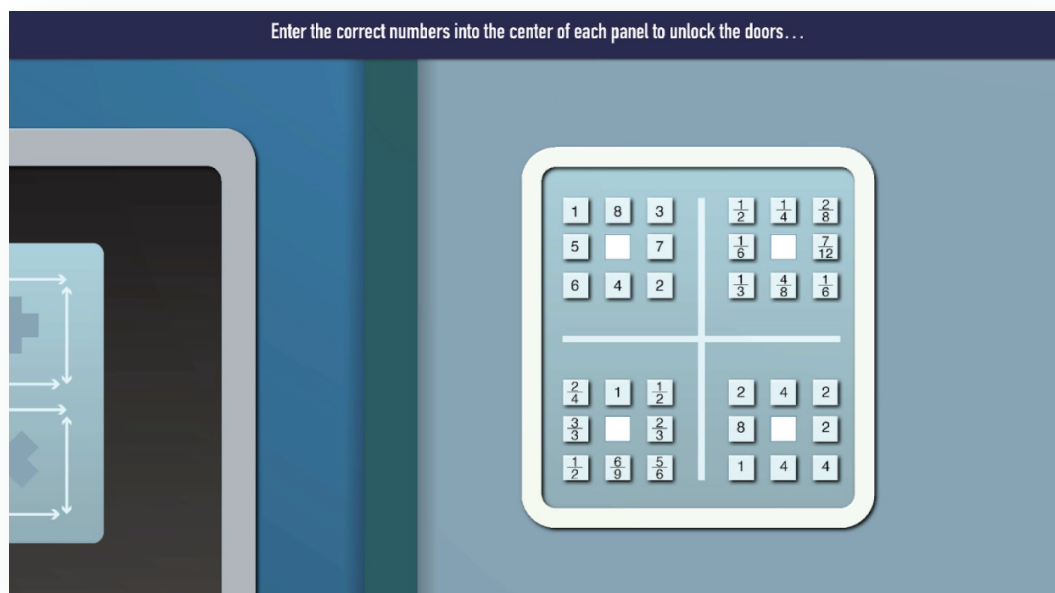 Enter the correct numbers into the center of each panel to unlock the doors...
1 8 3 1/2 1/4 2/8
5 7 1/6 7/12
6 4 2 1/3 4/8 1/6
2/4 1 1/2 2 4 2
3/3 2/3 8 2
1/2 6/9 5/6 1 4 4